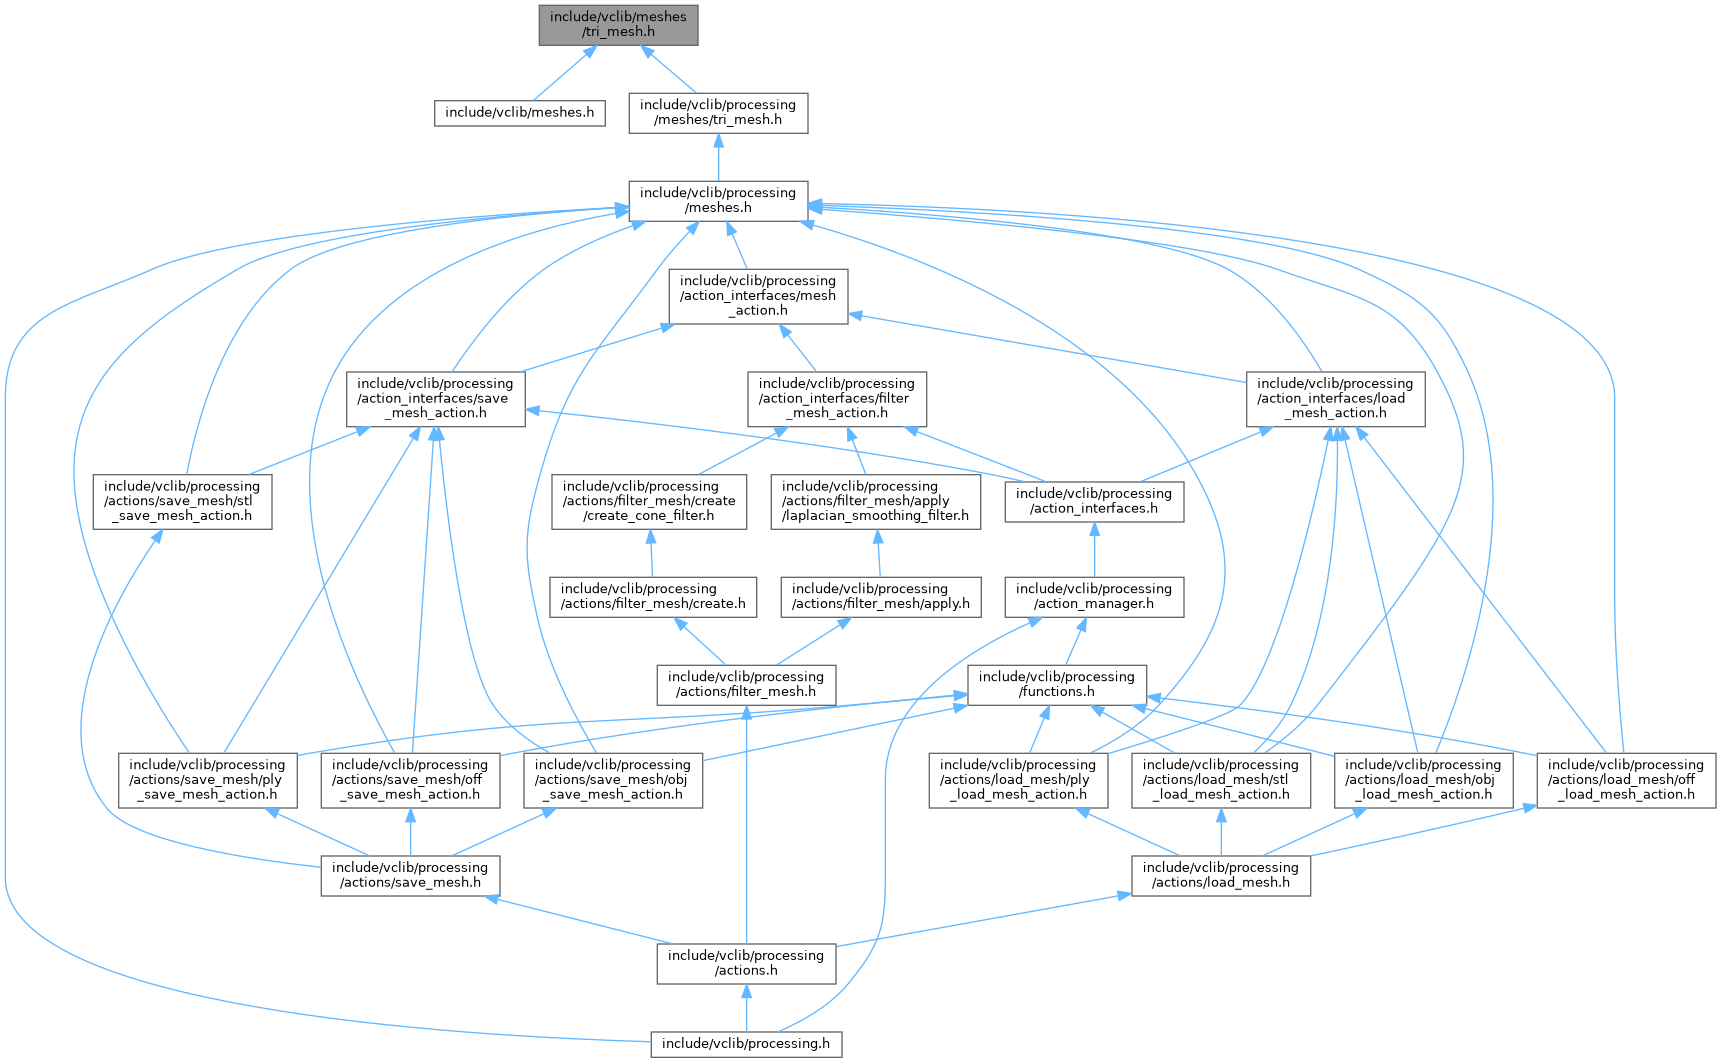 include/vclib/meshes
/tri_mesh.h
include/vclib/meshes.h
include/vclib/processing
/meshes/tri_mesh.h
include/vclib/processing
/meshes.h
include/vclib/processing
/action_interfaces/mesh
_action.h
include/vclib/processing
/action_interfaces/save
_mesh_action.h
include/vclib/processing
/action_interfaces/filter
_mesh_action.h
include/vclib/processing
/action_interfaces/load
_mesh_action.h
include/vclib/processing
/actions/save_mesh/stl
_save_mesh_action.h
include/vclib/processing
/actions/filter_mesh/create
/create_cone_filter.h
include/vclib/processing
/actions/filter_mesh/apply
/laplacian_smoothing_filter.h
include/vclib/processing
/action_interfaces.h
include/vclib/processing
/actions/filter_mesh/create.h
include/vclib/processing
/actions/filter_mesh/apply.h
include/vclib/processing
/action_manager.h
include/vclib/processing
/actions/filter_mesh.h
include/vclib/processing
/functions.h
include/vclib/processing
/actions/save_mesh/ply
_save_mesh_action.h
include/vclib/processing
/actions/save_mesh/off
_save_mesh_action.h
include/vclib/processing
/actions/save_mesh/obj
_save_mesh_action.h
include/vclib/processing
/actions/load_mesh/ply
_load_mesh_action.h
include/vclib/processing
/actions/load_mesh/stl
_load_mesh_action.h
include/vclib/processing
/actions/load_mesh/obj
_load_mesh_action.h
include/vclib/processing
/actions/load_mesh/off
_load_mesh_action.h
include/vclib/processing
/actions/save_mesh.h
include/vclib/processing
/actions/load_mesh.h
include/vclib/processing
/actions.h
include/vclib/processing.h